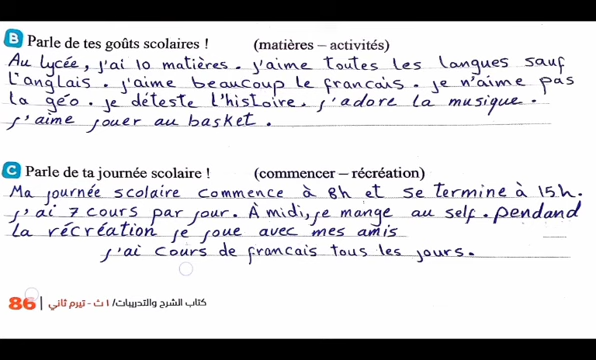 B Parle de tes goûts scolaires ! (matières – activités)
Au lycée, j'ai 10 matières. j'aime toutes les langues sauf
l'anglais. j'aime beaucoup le francais. je n'aime pas
la géo. je déteste l'histoire. j'adore la musique.
j'aime jouer au basket.
C Parle de ta journée scolaire ! (commencer – récréation)
Ma journée scolaire commence à 8h et se termine à 15h.
j'ai 7 cours par jour. À midi, je mange au self. pendand
la récréation je joue avec mes amis
j'ai cours de francais tous les jours.
86 | كتاب الشرح والتدريبات/ ١ ث - تيرم ثاني